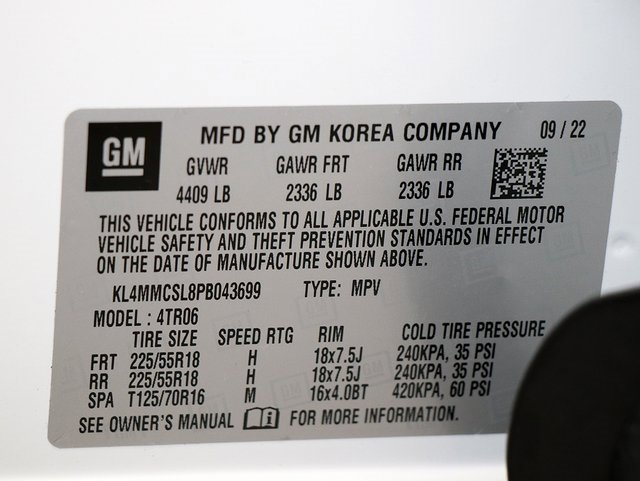 GM
MFD BY GM KOREA COMPANY 09 / 22
GVWR GAWR FRT GAWR RR
4409 LB 2336 LB 2336 LB
THIS VEHICLE CONFORMS TO ALL APPLICABLE U.S. FEDERAL MOTOR
VEHICLE SAFETY AND THEFT PREVENTION STANDARDS IN EFFECT
ON THE DATE OF MANUFACTURE SHOWN ABOVE.
KL4MMCSL8PB043699 TYPE: MPV
MODEL : 4TR06
TIRE SIZE SPEED RTG RIM COLD TIRE PRESSURE
FRT 225/55R18 H 18x7.5J 240KPA, 35 PSI
RR 225/55R18 H 18x7.5J 240KPA, 35 PSI
SPA T125/70R16 M 16x4.0BT 420KPA, 60 PSI
SEE OWNER'S MANUAL FOR MORE INFORMATION.